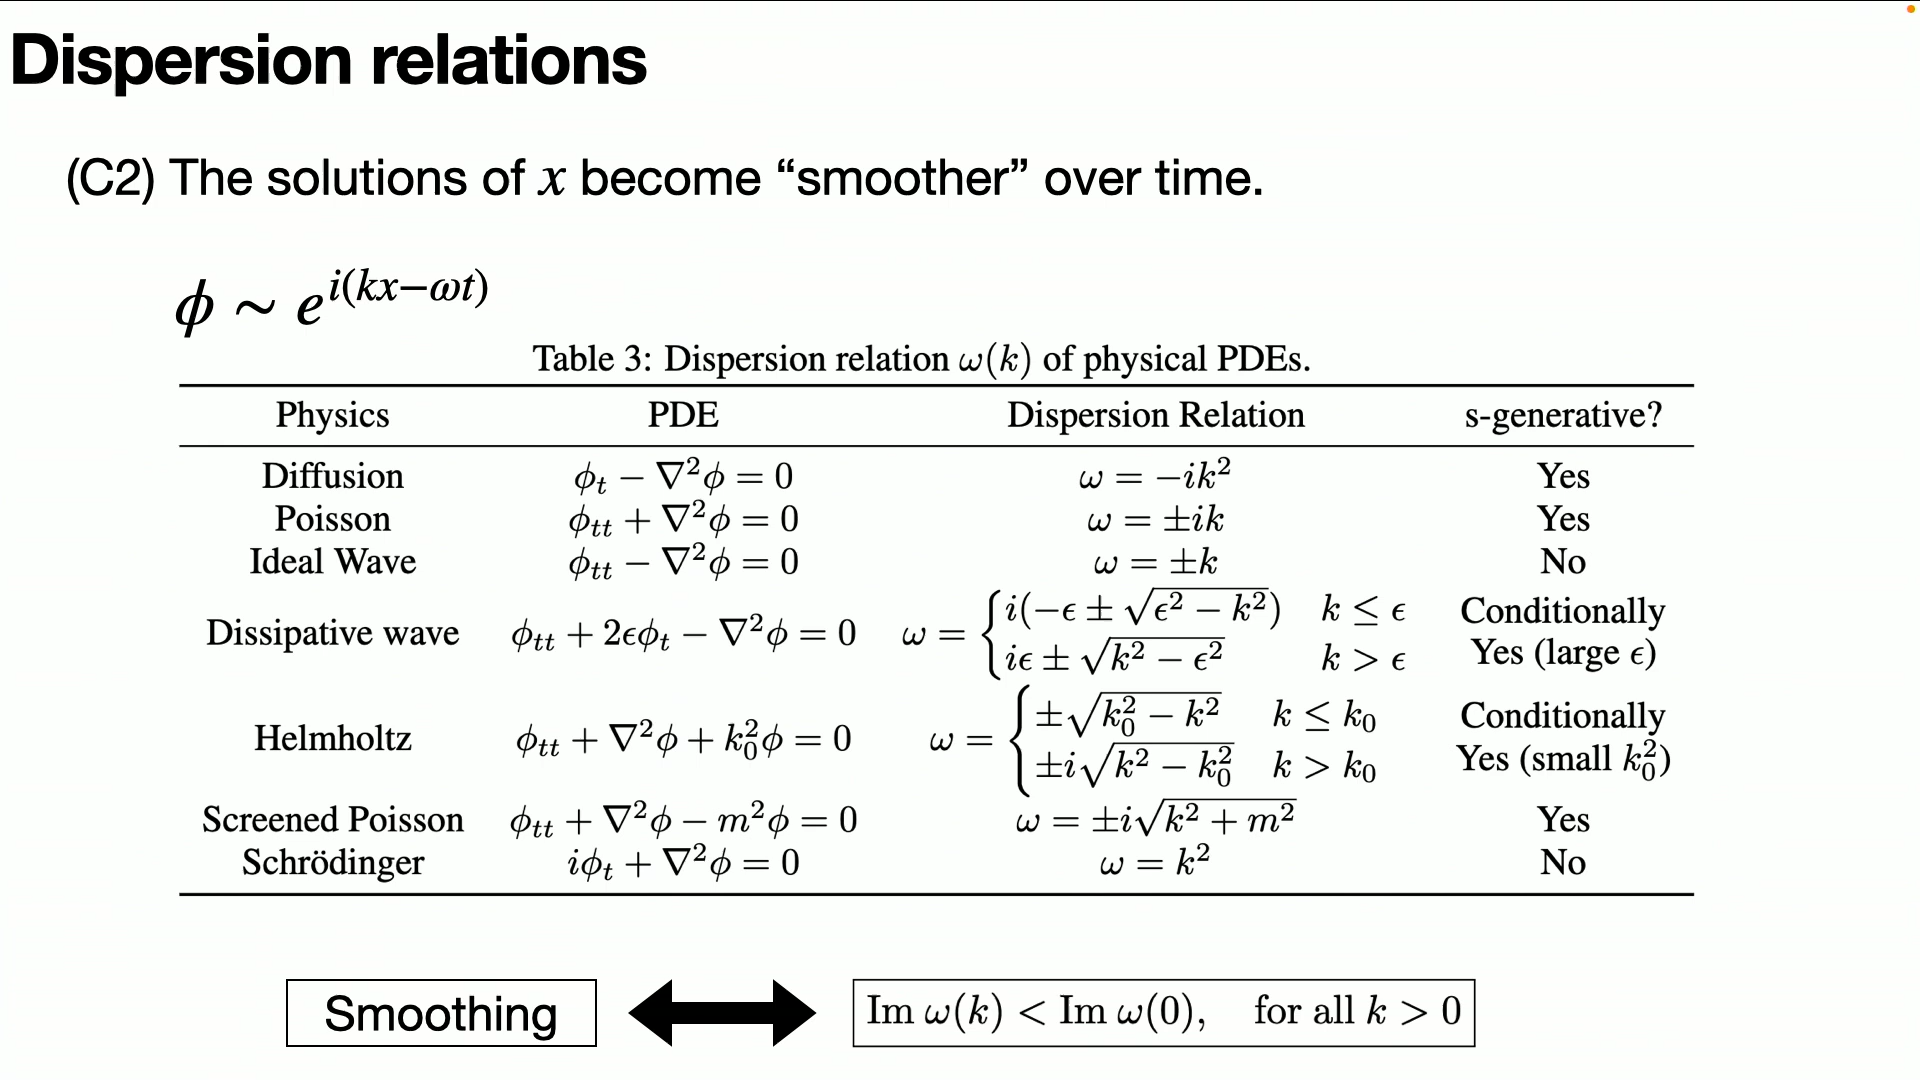 Dispersion relations
(C2) The solutions of x become “smoother” over time.
ϕ ∼ e^{i(kx−ωt)}
Table 3: Dispersion relation ω(k) of physical PDEs.
Physics PDE Dispersion Relation s-generative?
Diffusion ϕ_t − ∇²ϕ = 0 ω = −ik² Yes
Poisson ϕ_tt + ∇²ϕ = 0 ω = ±ik Yes
Ideal Wave ϕ_tt − ∇²ϕ = 0 ω = ±k No
Dissipative wave ϕ_tt + 2ϵϕ_t − ∇²ϕ = 0 ω = { i(−ϵ ± √(ϵ² − k²)) k ≤ ϵ Conditionally
iϵ ± √(k² − ϵ²) k > ϵ Yes (large ϵ)
Helmholtz ϕ_tt + ∇²ϕ + k₀²ϕ = 0 ω = { ±√(k₀² − k²) k ≤ k₀ Conditionally
±i√(k² − k₀²) k > k₀ Yes (small k₀²)
Screened Poisson ϕ_tt + ∇²ϕ − m²ϕ = 0 ω = ±i√(k² + m²) Yes
Schrödinger iϕ_t + ∇²ϕ = 0 ω = k² No
Smoothing Im ω(k) < Im ω(0), for all k > 0